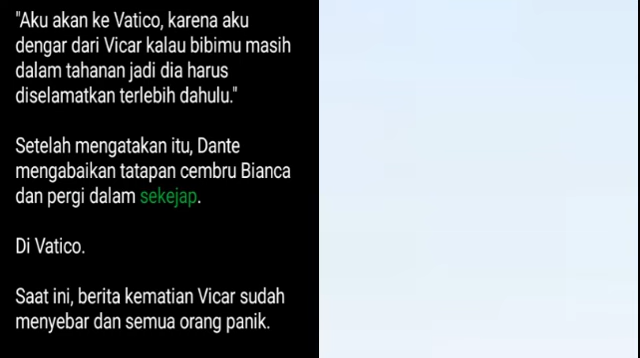 "Aku akan ke Vatico, karena aku
dengar dari Vicar kalau bibimu masih
dalam tahanan jadi dia harus
diselamatkan terlebih dahulu."
Setelah mengatakan itu, Dante
mengabaikan tatapan cembru Bianca
dan pergi dalam sekejap.
Di Vatico.
Saat ini, berita kematian Vicar sudah
menyebar dan semua orang panik.